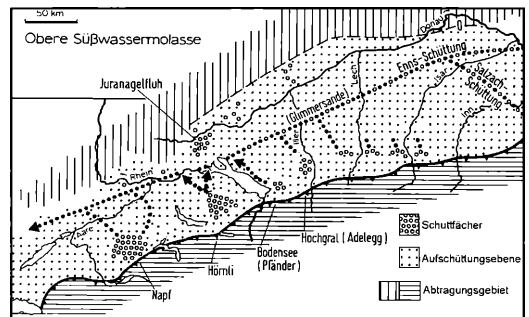 50 km
Obere Süßwassermolasse
Donau
Juranagelfluh
Enns-Schüttung
Lech
Isar
Salzach
Schüttung
(Glimmersande)
Iller
Inn
Rhein
Aare
Hochgrat (Adelegg)
Bodensee
(Pfänder)
Hörnli
Napf
Schuttfächer
Aufschüttungsebene
Abtragungsgebiet